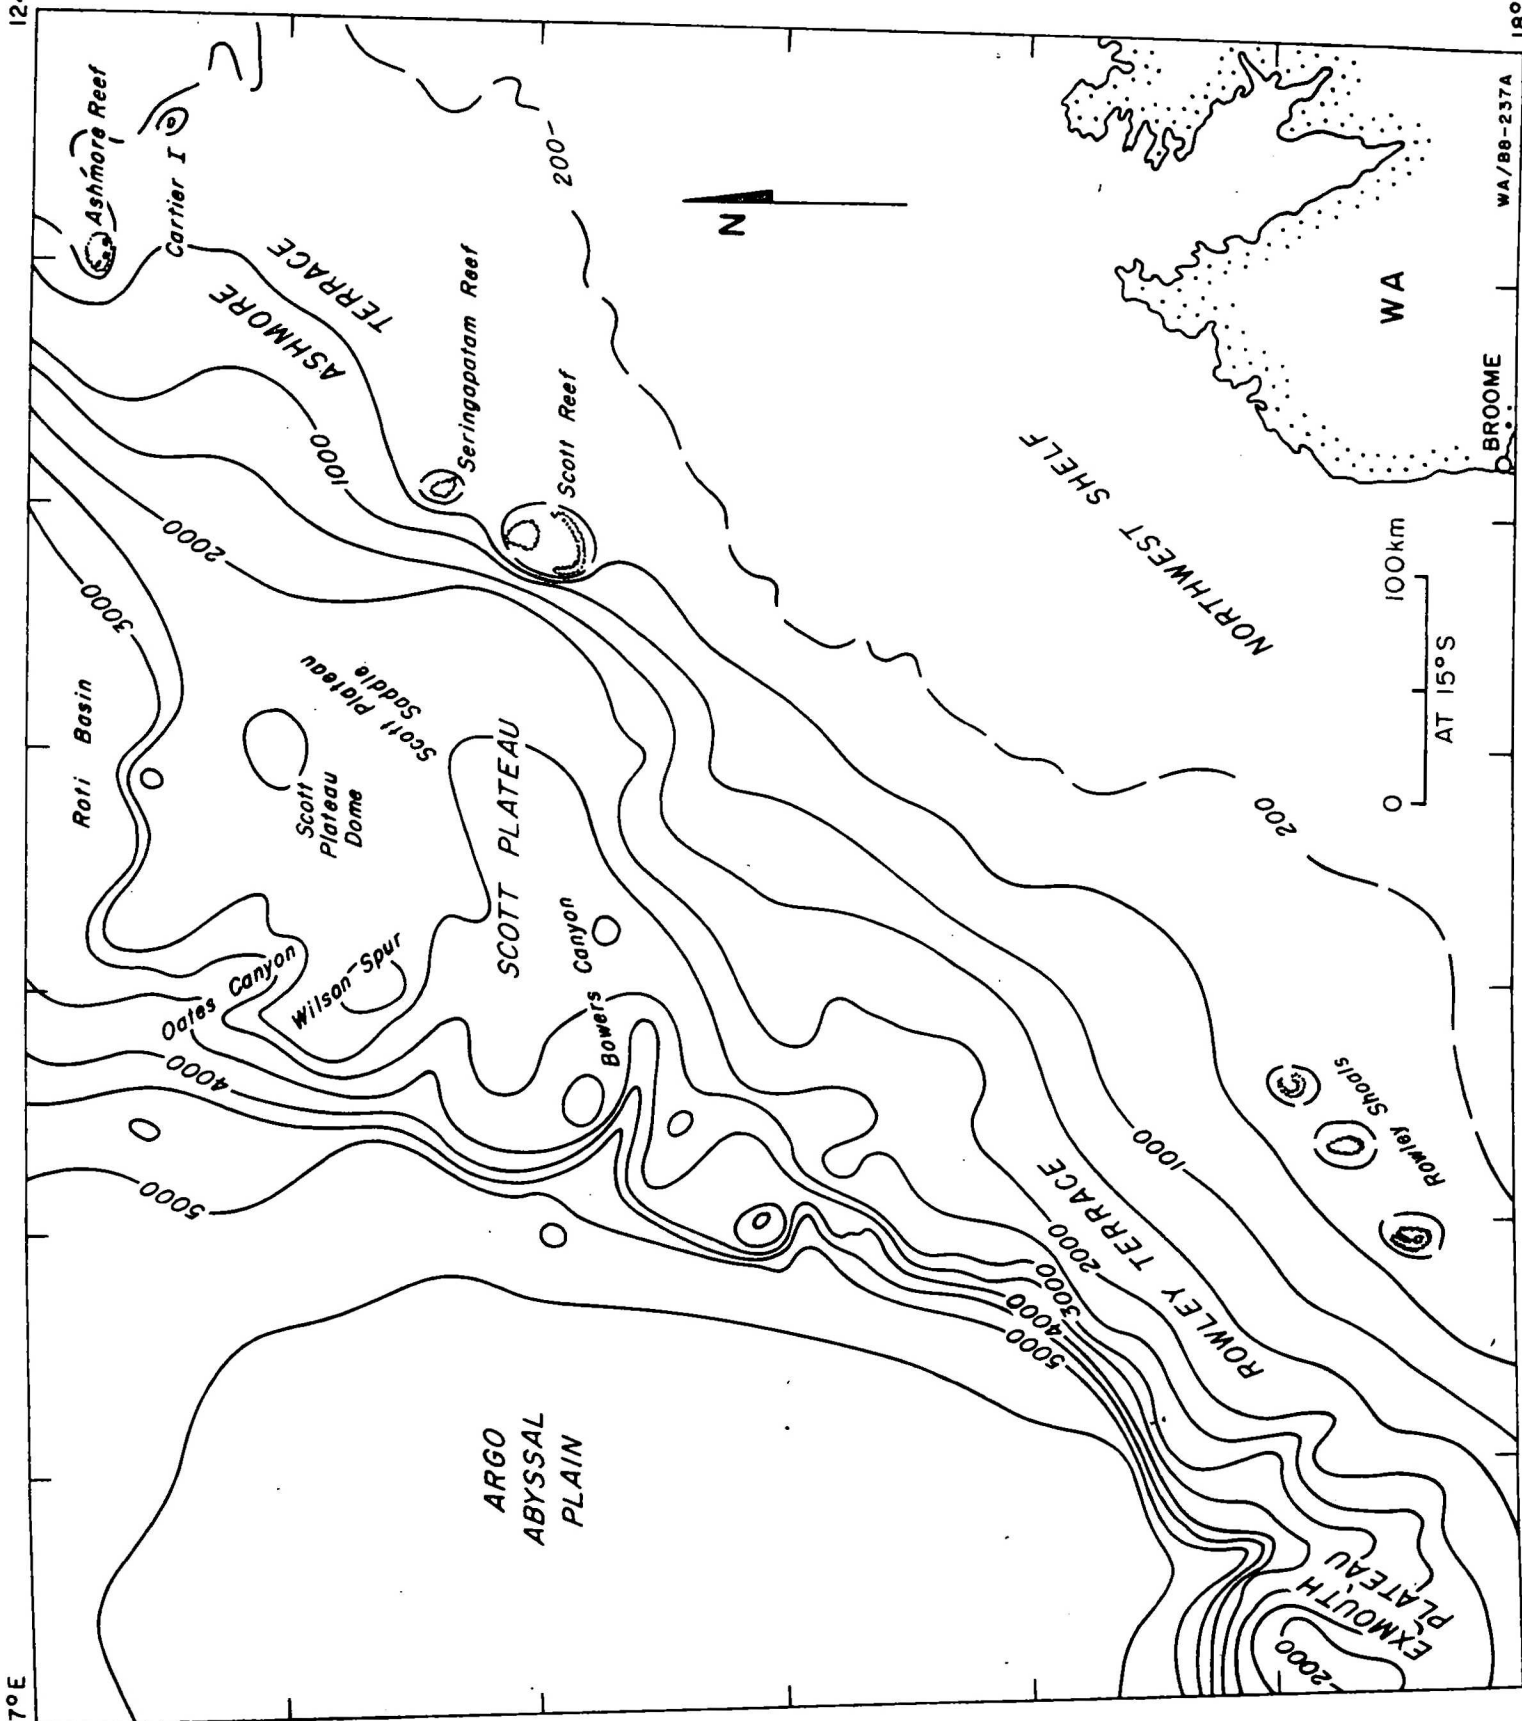 12
7°E
18°
WA/88-237A
Ashmore Reef
Cartier I
ASHMORE
TERRACE
200
N
Seringapatam Reef
Scott Reef
1000
2000
3000
Roti Basin
Scott
Plateau
Dome
Scott Plateau
Saddle
SCOTT PLATEAU
Oates Canyon
Wilson Spur
Bowers Canyon
4000
5000
ARGO
ABYSSAL
PLAIN
NORTHWEST SHELF
WA
BROOME
0
100km
AT 15°S
200
Rowley Shoals
1000
ROWLEY TERRACE
2000
3000
4000
5000
EXMOUTH
PLATEAU
2000